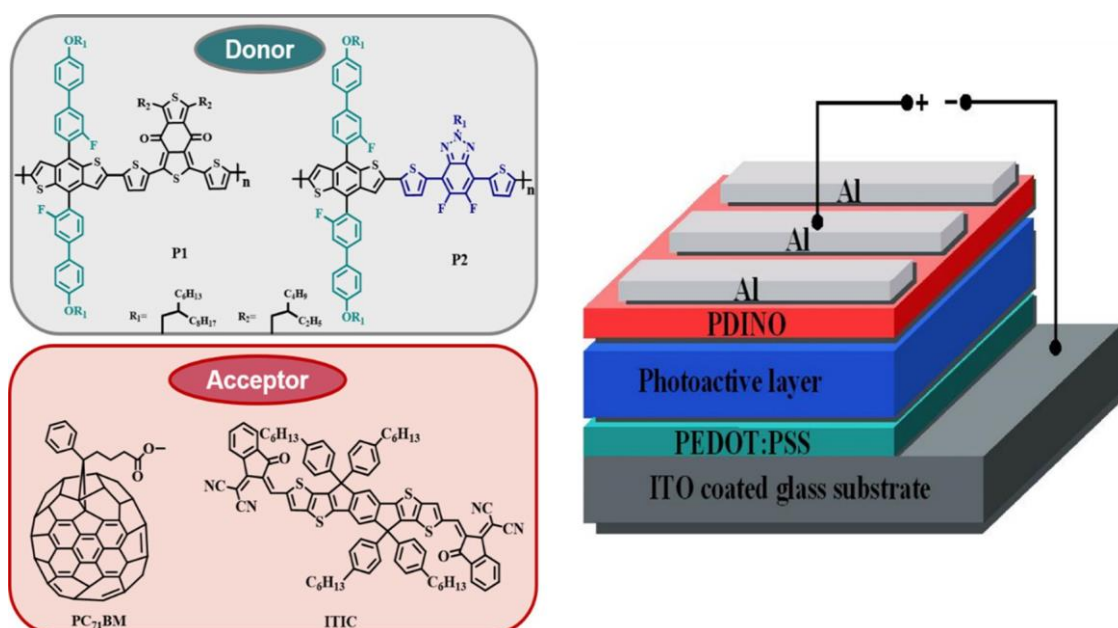 Donor
OR₁
F
S
S
F
OR₁
R₂
S
R₂
O
O
S
S
S
n
P1
OR₁
F
S
S
F
OR₁
R₁
N
N
N
S
S
F
F
n
P2
R₁=
C₆H₁₃
C₈H₁₇
R₂=
C₄H₉
C₂H₅
Acceptor
O
O
PC₇₁BM
C₆H₁₃
C₆H₁₃
O
NC
CN
S
S
S
S
NC
CN
O
C₆H₁₃
C₆H₁₃
ITIC
+ -
Al
Al
Al
PDINO
Photoactive layer
PEDOT:PSS
ITO coated glass substrate